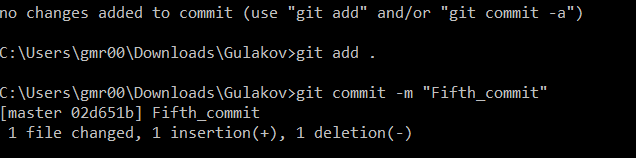 no changes added to commit (use "git add" and/or "git commit -a")
C:\Users\gmr00\Downloads\Gulakov>git add .
C:\Users\gmr00\Downloads\Gulakov>git commit -m "Fifth_commit"
[master 02d651b] Fifth_commit
 1 file changed, 1 insertion(+), 1 deletion(-)